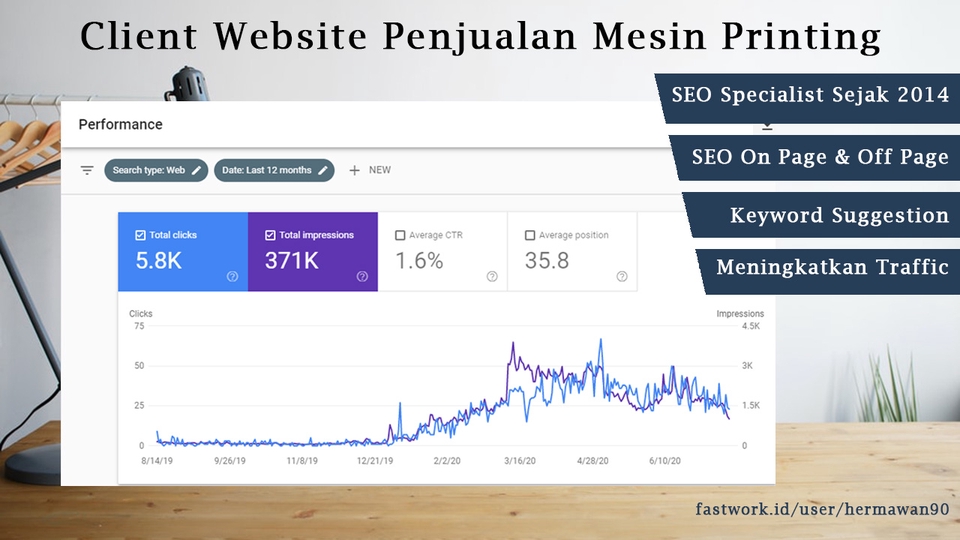 Client Website Penjualan Mesin Printing
SEO Specialist Sejak 2014
SEO On Page & Off Page
Keyword Suggestion
Meningkatkan Traffic
Performance
Search type: Web
Date: Last 12 months
+ NEW
Total clicks
5.8K
Total impressions
371K
Average CTR
1.6%
Average position
35.8
Clicks
Impressions
75
4.5K
50
3K
25
1.5K
0
0
8/14/19
9/26/19
11/8/19
12/21/19
2/2/20
3/16/20
4/28/20
6/10/20
fastwork.id/user/hermawan90